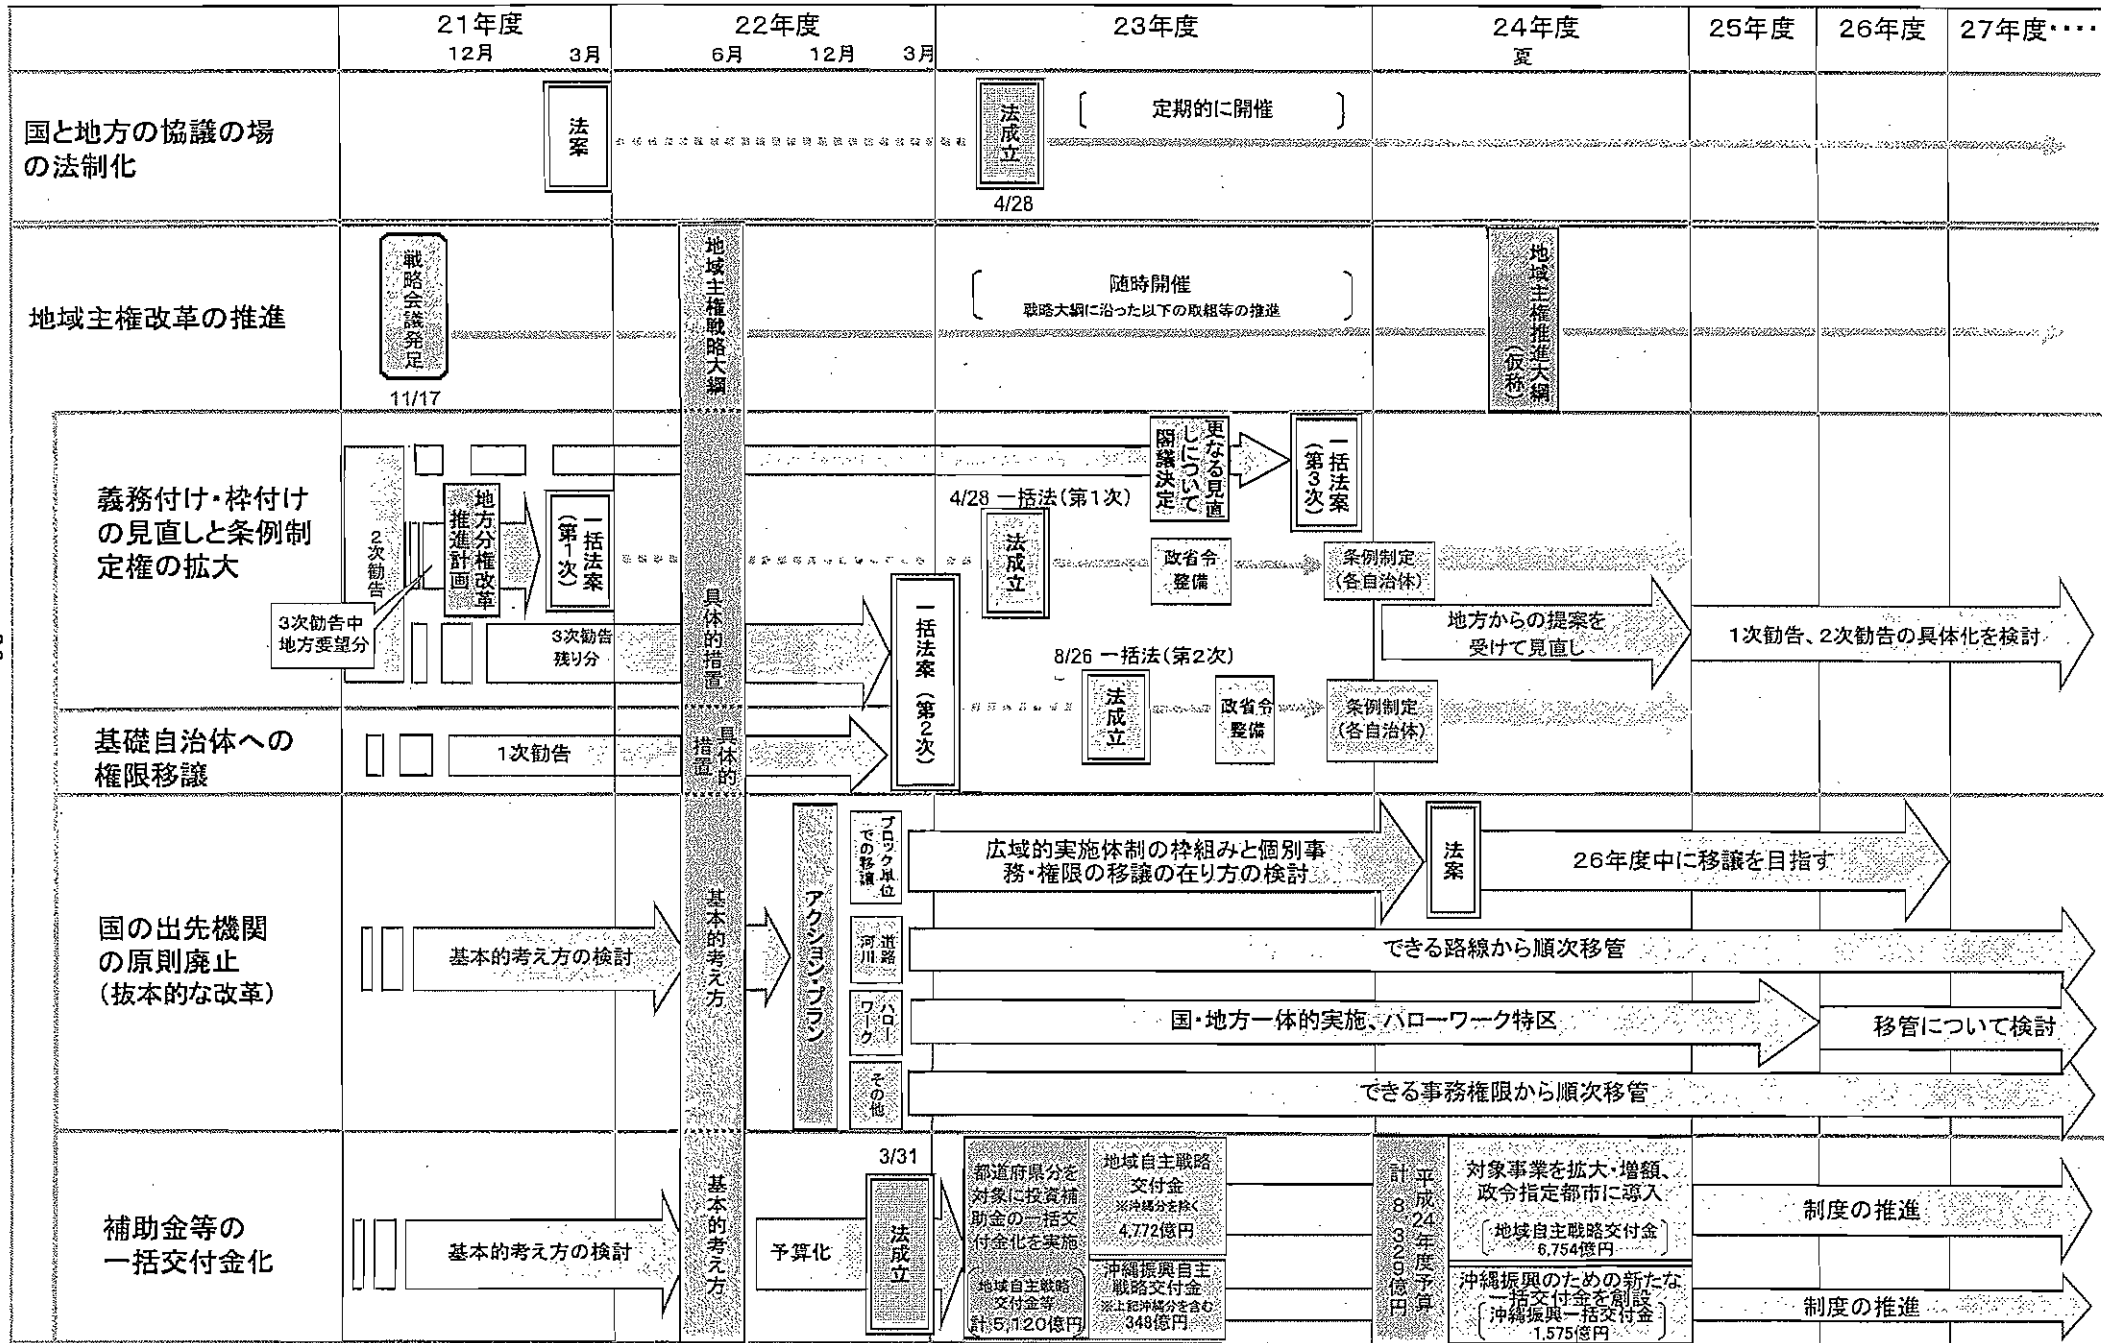 21年度
12月
3月
22年度
6月
12月
3月
23年度
24年度
夏
25年度
26年度
27年度‥‥
国と地方の協議の場
の法制化
法案
法成立
4/28
定期的に開催
地域主権改革の推進
戦略会議発足
11/17
地域主権戦略大綱
随時開催
戦略大綱に沿った以下の取組等の推進
地域主権推進大綱
(仮称)
義務付け・枠付け
の見直しと条例制
定権の拡大
2次勧告
3次勧告中
地方要望分
地方分権改革
推進計画
一括法案
(第1次)
3次勧告
残り分
具体的措置
一括法案(第2次)
4/28 一括法(第1次)
法成立
政省令
整備
条例制定
(各自治体)
更なる見直
しについて
閣議決定
一括法案
(第3次)
地方からの提案を
受けて見直し
1次勧告、2次勧告の具体化を検討
8/26 一括法(第2次)
法成立
政省令
整備
条例制定
(各自治体)
基礎自治体への
権限移譲
1次勧告
具体的
措置
国の出先機関
の原則廃止
(抜本的な改革)
基本的考え方の検討
基本的考え方
アクション・プラン
ブロック単位
での移譲
広域的実施体制の枠組みと個別事
務・権限の移譲の在り方の検討
法案
26年度中に移譲を目指す
道路
河川
できる路線から順次移管
ハロー
ワーク
国・地方一体的実施、ハローワーク特区
移管について検討
その他
できる事務権限から順次移管
補助金等の
一括交付金化
基本的考え方の検討
基本的考え方
予算化
3/31
法成立
都道府県分を
対象に投資補
助金の一括交
付金化を実施
地域自主戦略
交付金等
計5,120億円
地域自主戦略
交付金
※沖縄分を除く
4,772億円
沖縄振興自主
戦略交付金
※上記沖縄分を含む
348億円
平成24年度予算
計 8,329億円
対象事業を拡大・増額、
政令指定都市に導入
地域自主戦略交付金
6,754億円
沖縄振興のための新たな
一括交付金を創設
沖縄振興一括交付金
1,575億円
制度の推進
制度の推進